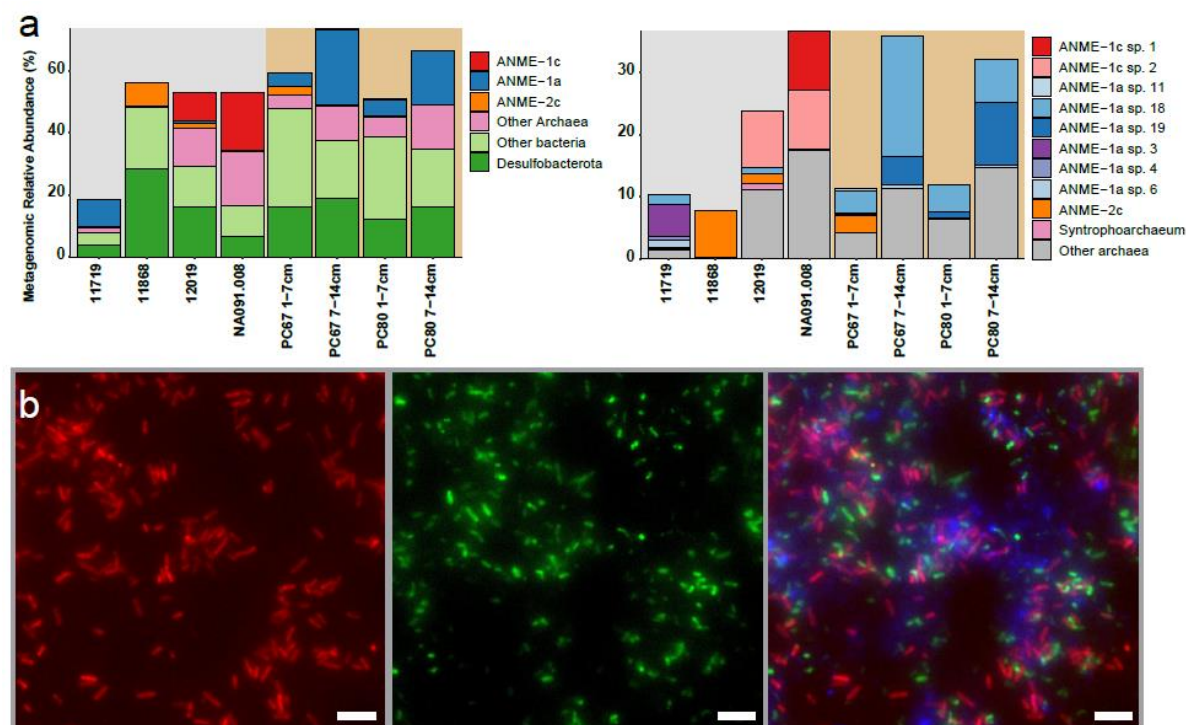 a
Metagenomic Relative Abundance (%)
60
40
20
0
11719
11868
12019
NA091.008
PC67 1−7cm
PC67 7−14cm
PC80 1−7cm
PC80 7−14cm
ANME−1c
ANME−1a
ANME−2c
Other Archaea
Other bacteria
Desulfobacterota
30
20
10
0
11719
11868
12019
NA091.008
PC67 1−7cm
PC67 7−14cm
PC80 1−7cm
PC80 7−14cm
ANME−1c sp. 1
ANME−1c sp. 2
ANME−1a sp. 11
ANME−1a sp. 18
ANME−1a sp. 19
ANME−1a sp. 3
ANME−1a sp. 4
ANME−1a sp. 6
ANME−2c
Syntrophoarchaeum
Other archaea
b